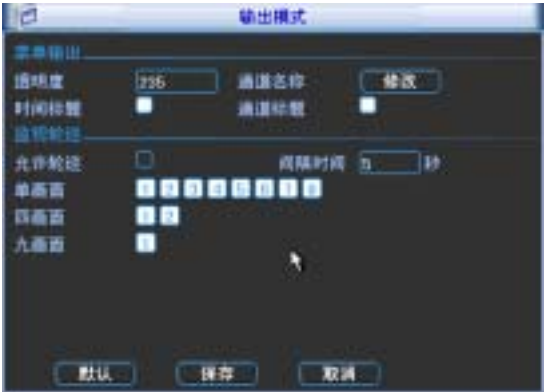 输出模式
菜单输出
透明度 235 通道名称 修改
时间标题 通道标题
监视轮巡
允许轮巡 间隔时间 5 秒
单画面 1 2 3 4 5 6 7 8
四画面 1 2
九画面 1
默认 保存 取消